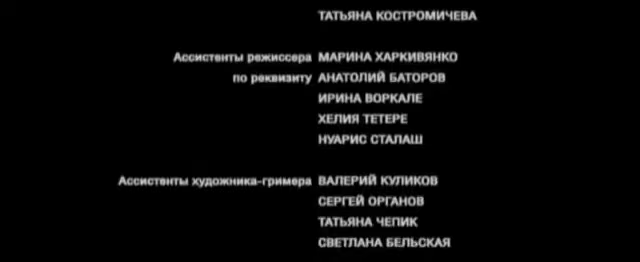 ТАТЬЯНА КОСТРОМИЧЕВА
Ассистенты режиссера МАРИНА ХАРКИВЯНКО
по реквизиту АНАТОЛИЙ БАТОРОВ
ИРИНА ВОРКАЛЕ
ХЕЛИЯ ТЕТЕРЕ
НУАРИС СТАЛАШ
Ассистенты художника-гримера ВАЛЕРИЙ КУЛИКОВ
СЕРГЕЙ ОРГАНОВ
ТАТЬЯНА ЧЕПИК
СВЕТЛАНА БЕЛЬСКАЯ